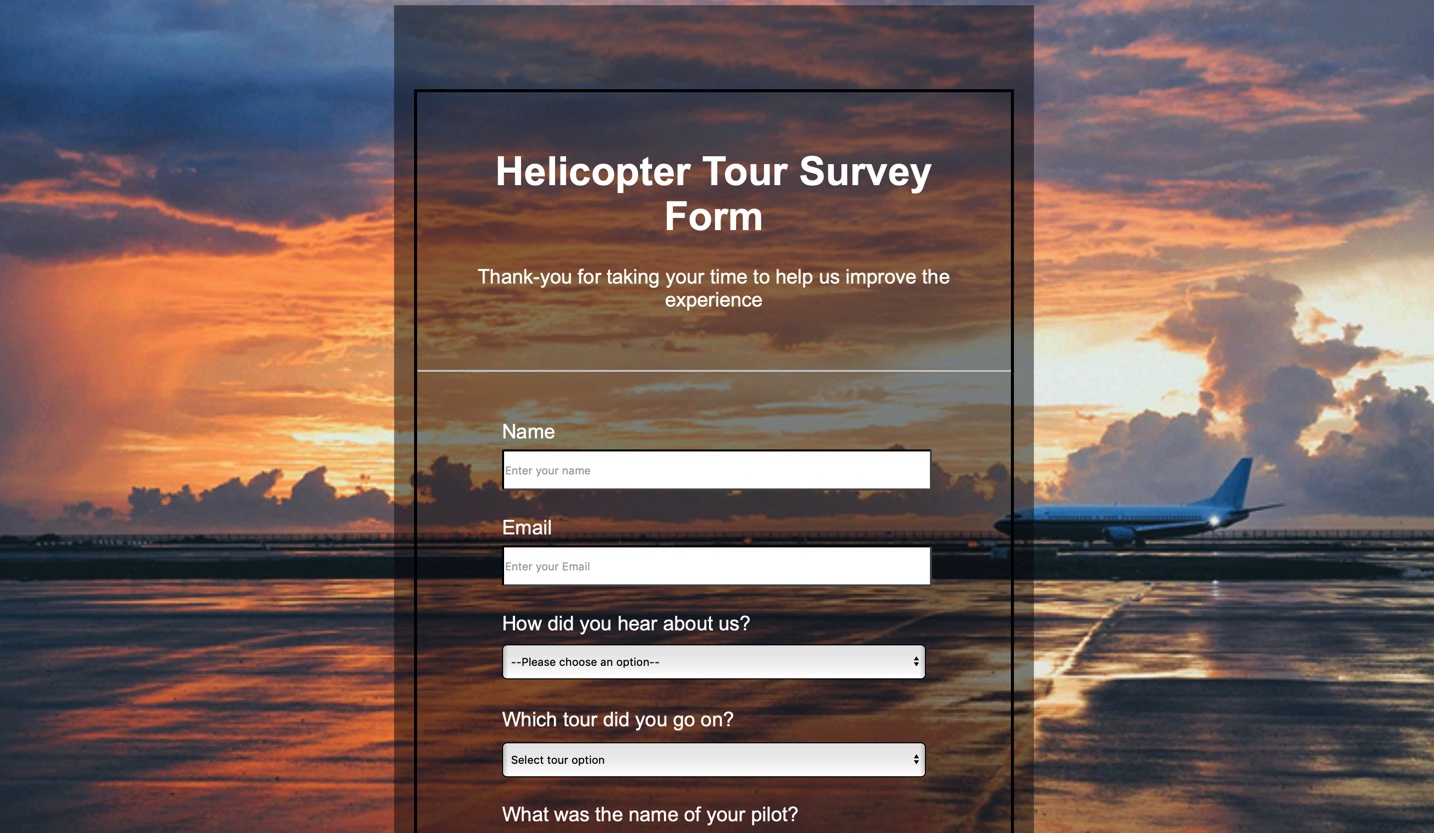 Helicopter Tour Survey
Form
Thank-you for taking your time to help us improve the
experience
Name
Enter your name
Email
Enter your Email
How did you hear about us?
--Please choose an option--
Which tour did you go on?
Select tour option
What was the name of your pilot?